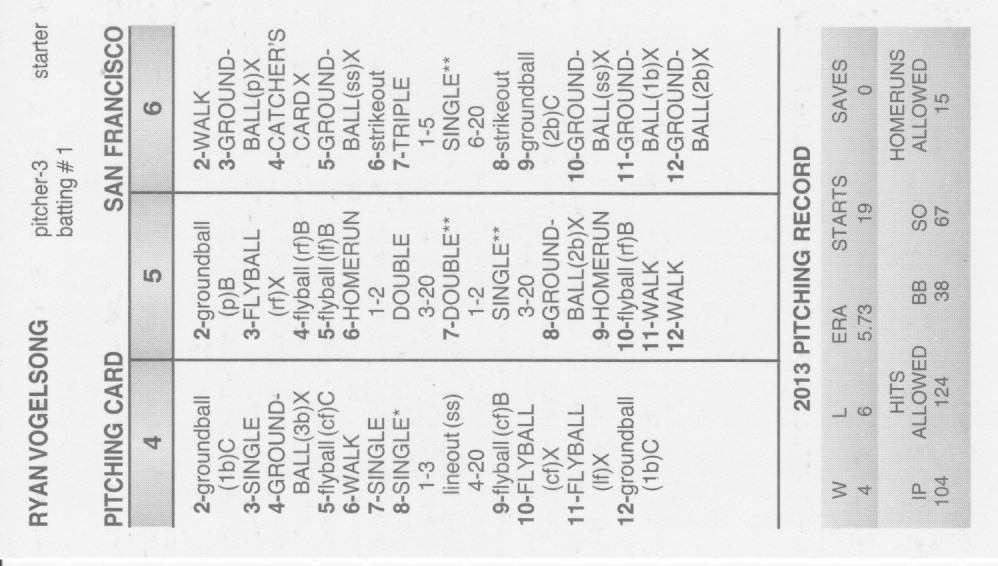 RYAN VOGELSONG pitcher-3 starter
batting # 1
PITCHING CARD SAN FRANCISCO
4
2-groundball
(1b)C
3-SINGLE
4-GROUND-
BALL(3b)X
5-flyball (cf)C
6-WALK
7-SINGLE
8-SINGLE*
1-3
lineout (ss)
4-20
9-flyball (cf)B
10-FLYBALL
(cf)X
11-FLYBALL
(lf)X
12-groundball
(1b)C
5
2-groundball
(p)B
3-FLYBALL
(rf)X
4-flyball (rf)B
5-flyball (lf)B
6-HOMERUN
1-2
DOUBLE
3-20
7-DOUBLE**
1-2
SINGLE**
3-20
8-GROUND-
BALL(2b)X
9-HOMERUN
10-flyball (rf)B
11-WALK
12-WALK
6
2-WALK
3-GROUND-
BALL(p)X
4-CATCHER'S
CARD X
5-GROUND-
BALL(ss)X
6-strikeout
7-TRIPLE
1-5
SINGLE**
6-20
8-strikeout
9-groundball
(2b)C
10-GROUND-
BALL(ss)X
11-GROUND-
BALL(1b)X
12-GROUND-
BALL(2b)X
2013 PITCHING RECORD
W L ERA STARTS SAVES
4 6 5.73 19 0
IP HITS ALLOWED BB SO HOMERUNS ALLOWED
104 124 38 67 15